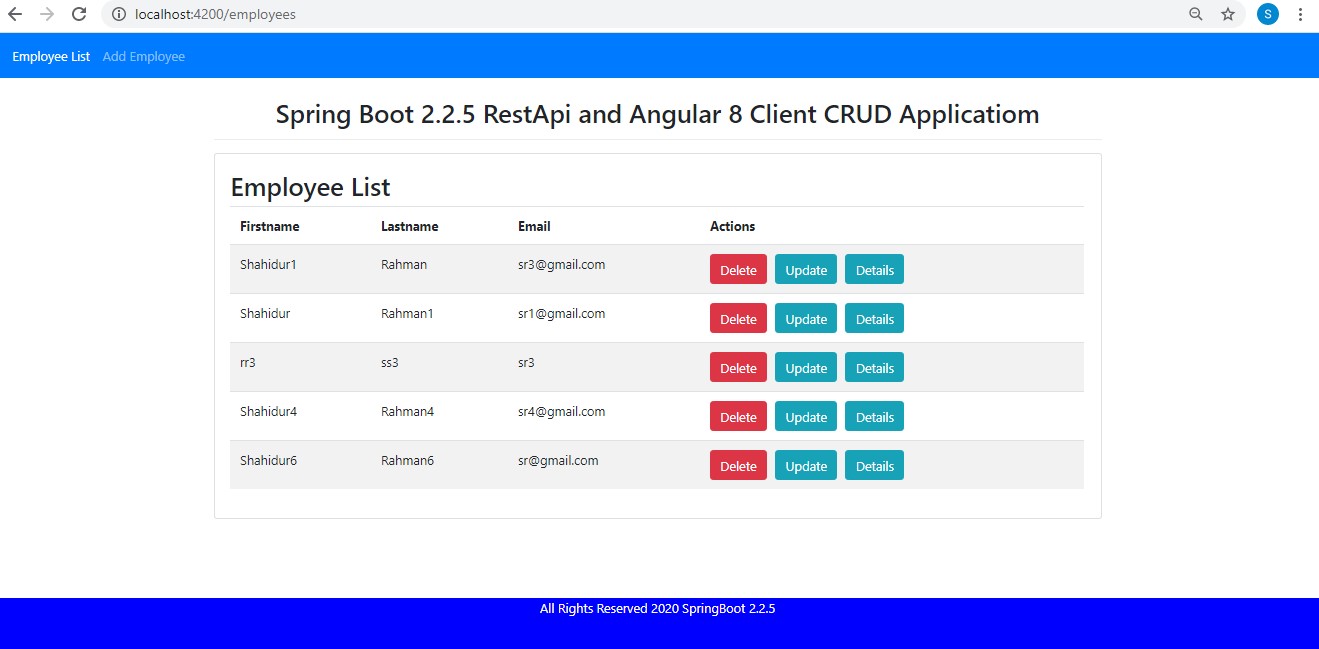 localhost:4200/employees
S
Employee List Add Employee
Spring Boot 2.2.5 RestApi and Angular 8 Client CRUD Applicatiom
Employee List
Firstname Lastname Email Actions
Shahidur1 Rahman sr3@gmail.com Delete Update Details
Shahidur Rahman1 sr1@gmail.com Delete Update Details
rr3 ss3 sr3 Delete Update Details
Shahidur4 Rahman4 sr4@gmail.com Delete Update Details
Shahidur6 Rahman6 sr@gmail.com Delete Update Details
All Rights Reserved 2020 SpringBoot 2.2.5